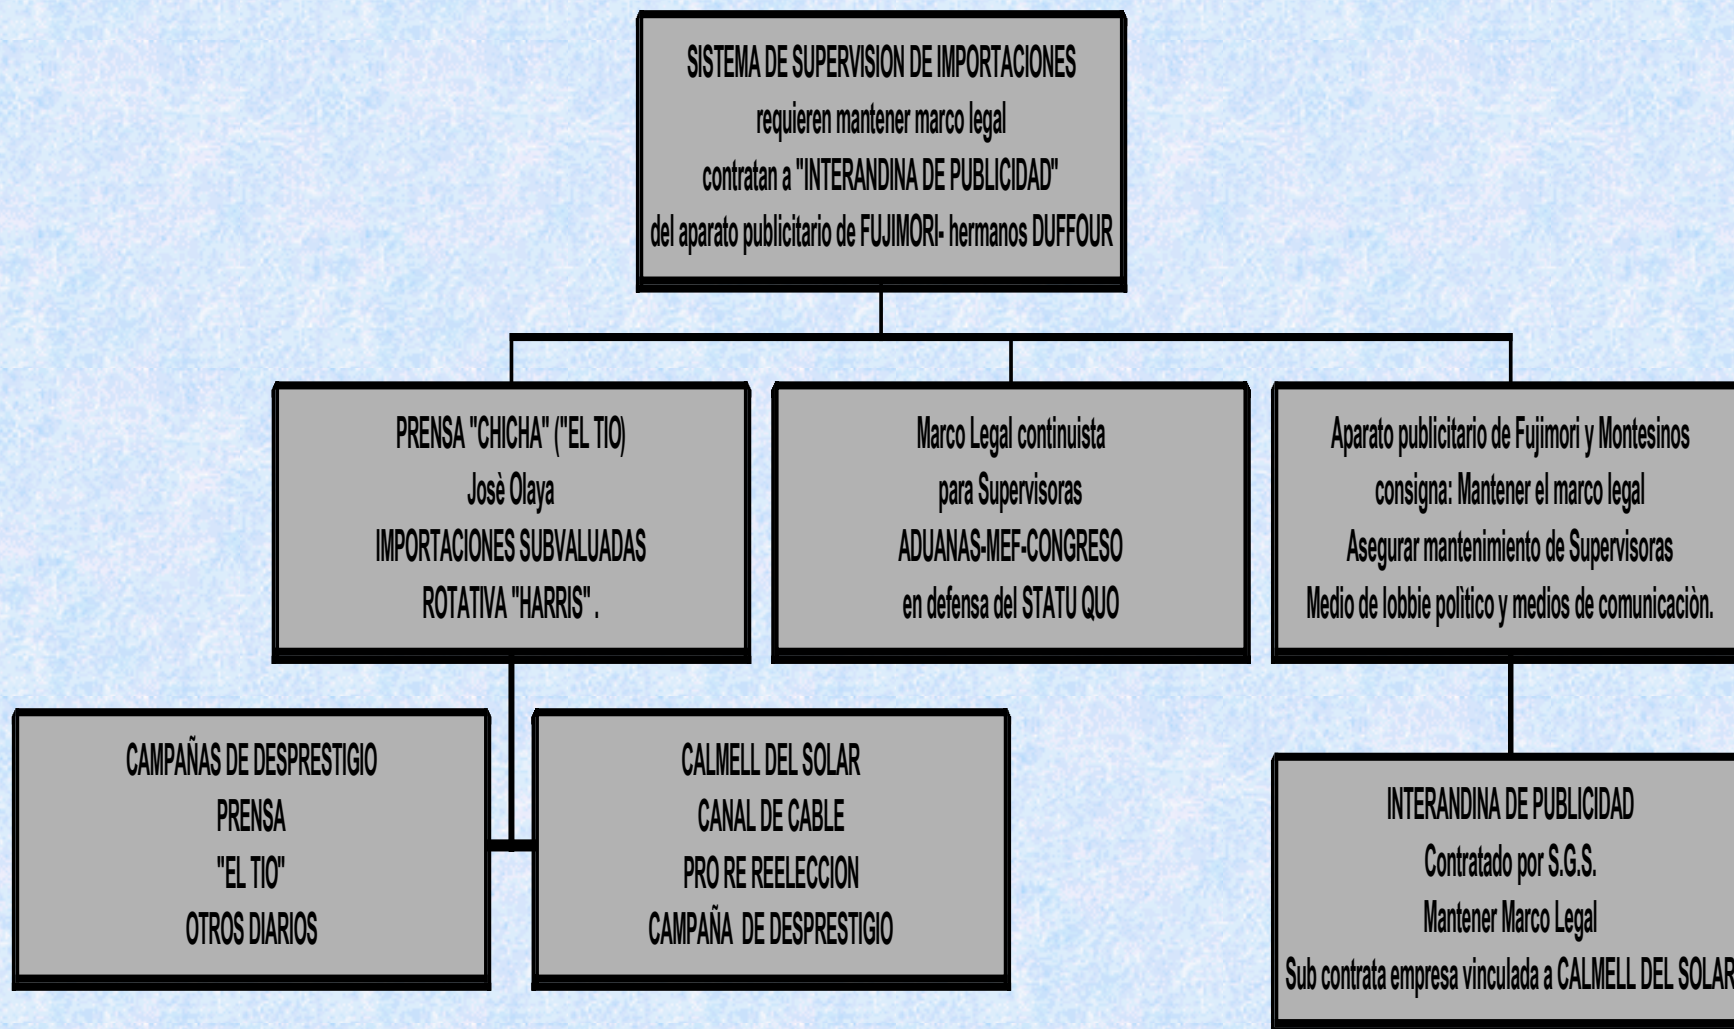 SISTEMA DE SUPERVISION DE IMPORTACIONES
requieren mantener marco legal
contratan a "INTERANDINA DE PUBLICIDAD"
del aparato publicitario de FUJIMORI- hermanos DUFFOUR
PRENSA "CHICHA" ("EL TIO)
Josè Olaya
IMPORTACIONES SUBVALUADAS
ROTATIVA "HARRIS" .
Marco Legal continuista
para Supervisoras
ADUANAS-MEF-CONGRESO
en defensa del STATU QUO
Aparato publicitario de Fujimori y Montesinos
consigna: Mantener el marco legal
Asegurar mantenimiento de Supervisoras
Medio de lobbie polìtico y medios de comunicaciòn.
CAMPAÑAS DE DESPRESTIGIO
PRENSA
"EL TIO"
OTROS DIARIOS
CALMELL DEL SOLAR
CANAL DE CABLE
PRO RE REELECCION
CAMPAÑA DE DESPRESTIGIO
INTERANDINA DE PUBLICIDAD
Contratado por S.G.S.
Mantener Marco Legal
Sub contrata empresa vinculada a CALMELL DEL SOLAR